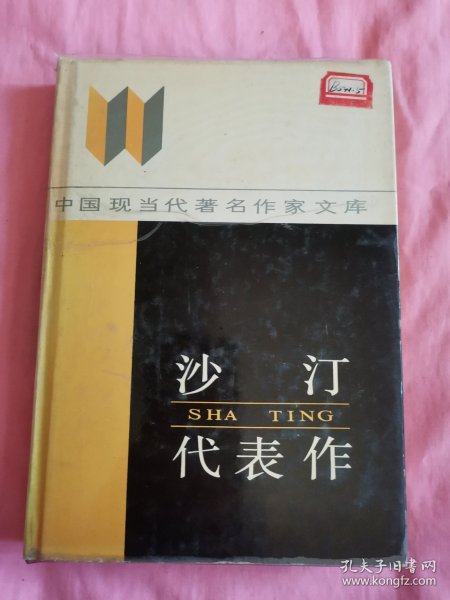 中国现当代著名作家文库
沙汀
SHA TING
代表作
孔夫子旧书网
www.kongfz.com